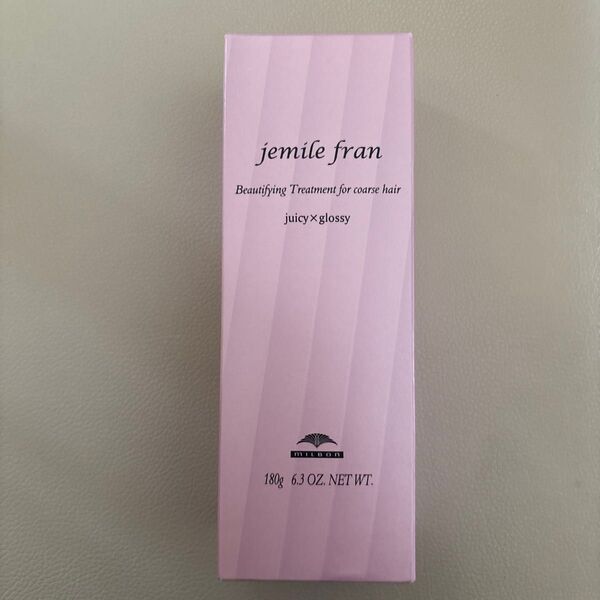 jemile fran
Beautifying Treatment for coarse hair
juicy×glossy
MILBON
180g 6.3 OZ. NET WT.